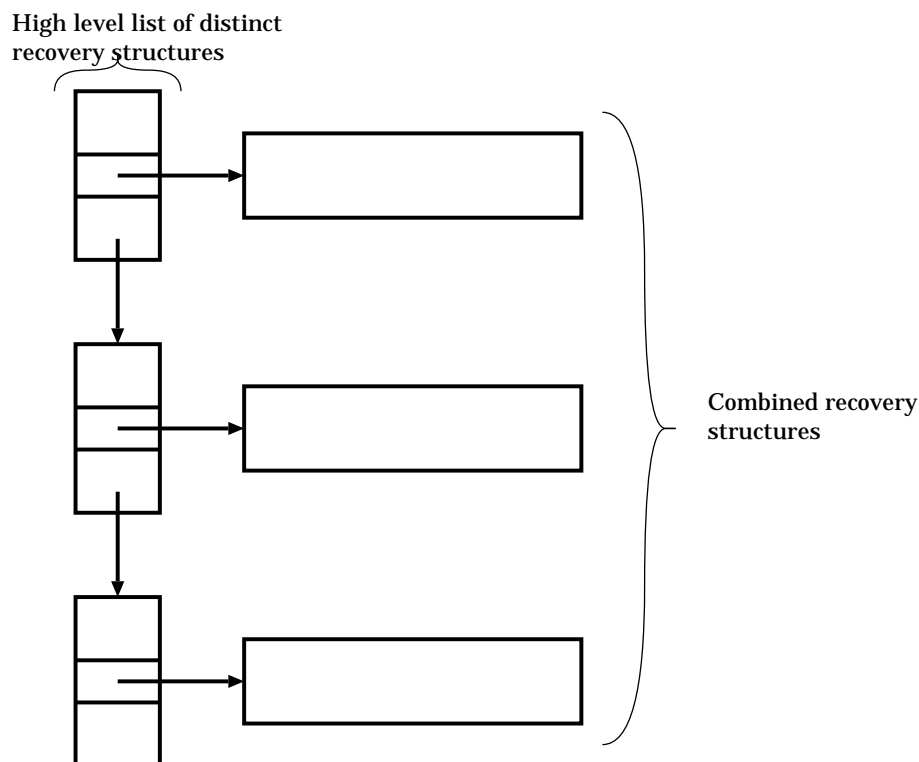 High level list of distinct
recovery structures
Combined recovery
structures